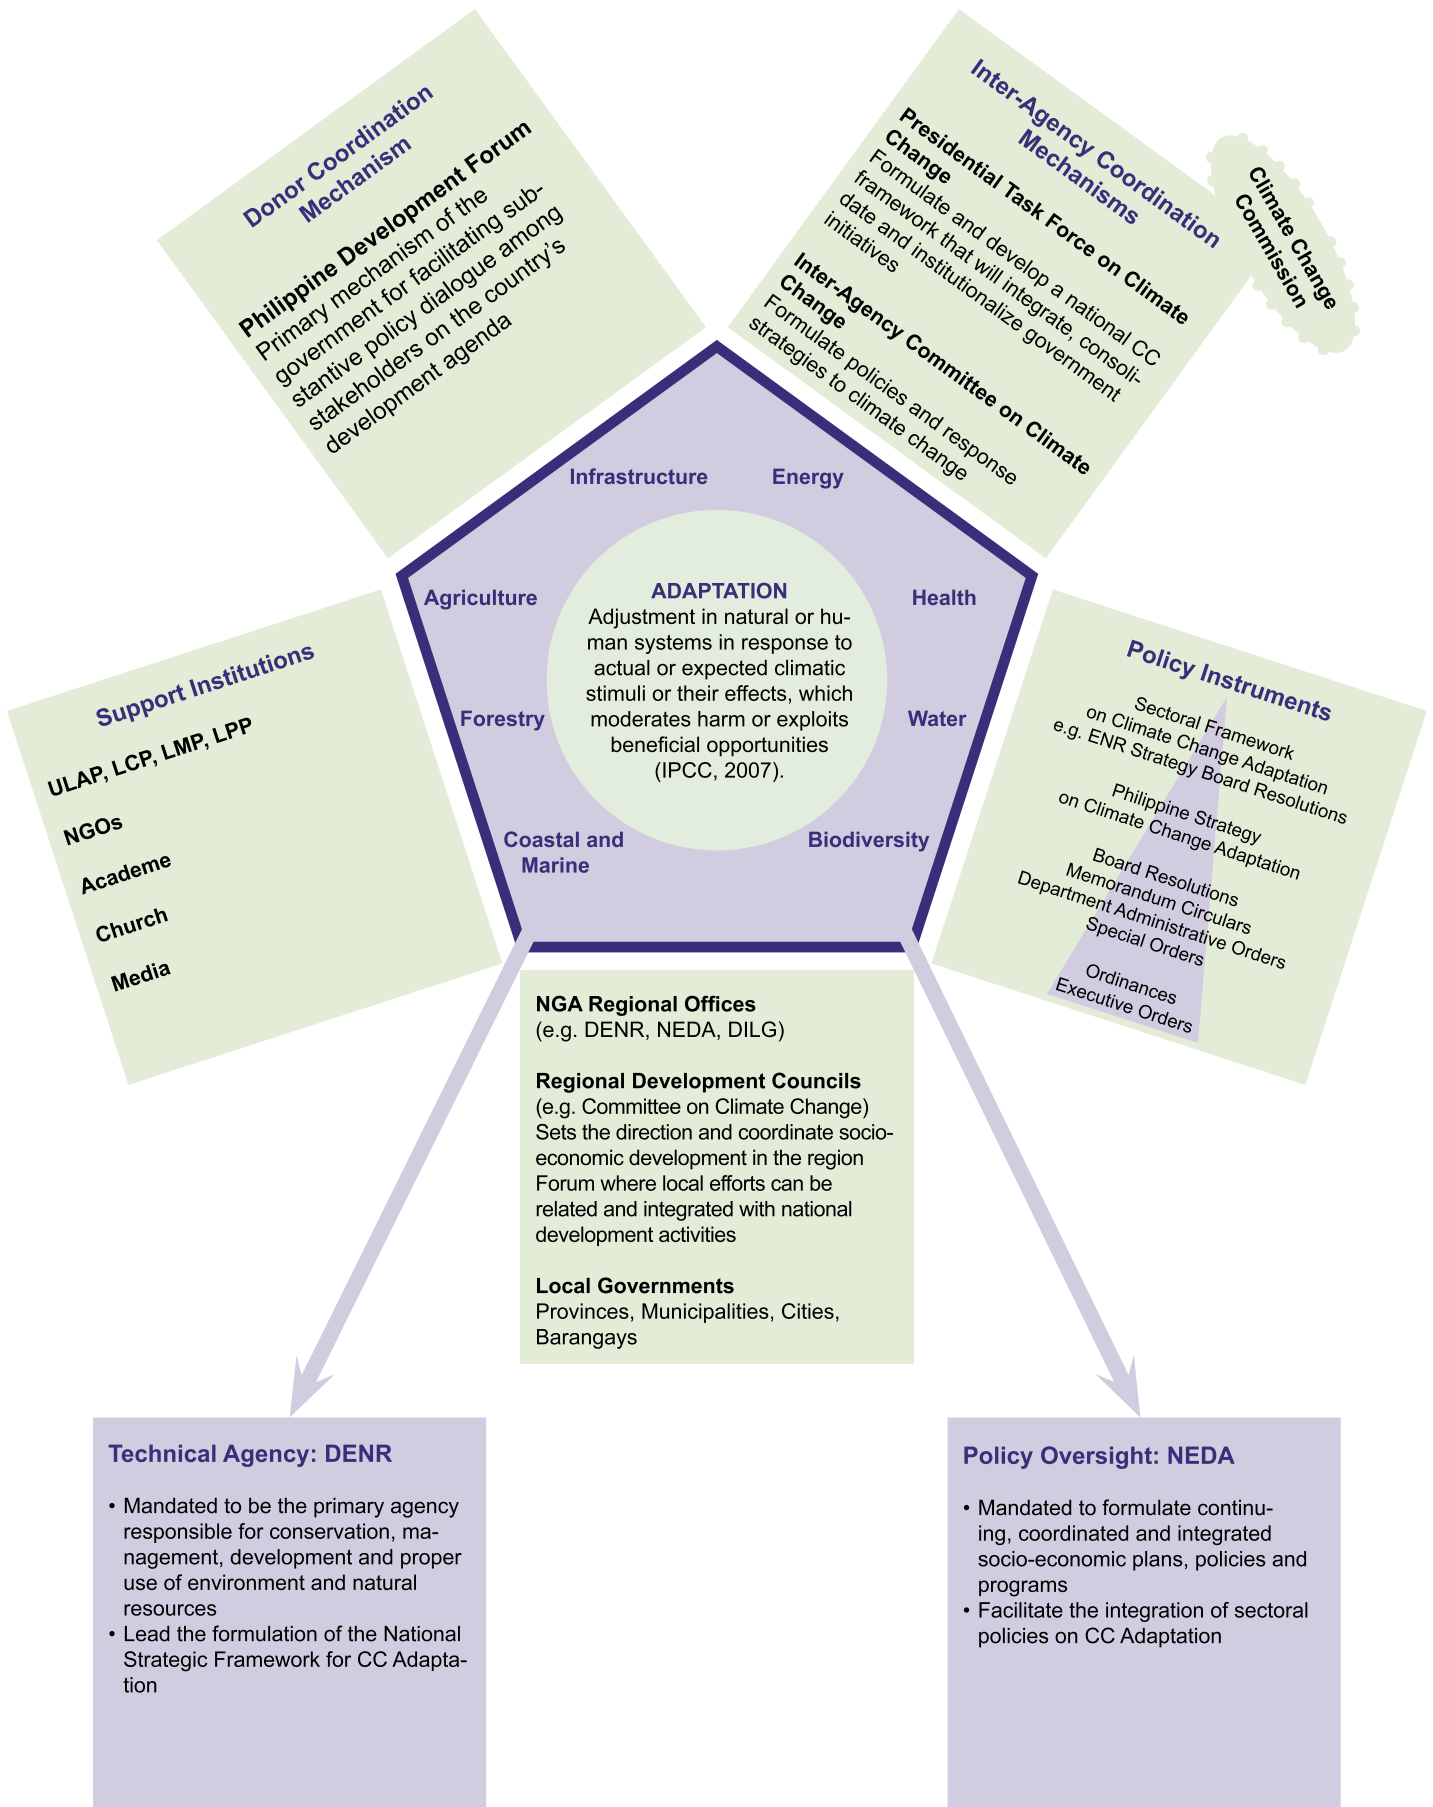 Donor Coordination
Mechanism
Philippine Development Forum
Primary mechanism of the
government for facilitating sub-
stantive policy dialogue among
stakeholders on the country's
development agenda
Inter-Agency Coordination
Mechanisms
Presidential Task Force on Climate
Change
Formulate and develop a national CC
framework that will integrate, consoli-
date and institutionalize government
initiatives
Inter-Agency Committee on Climate
Change
Formulate policies and response
strategies to climate change
Climate Change
Commission
Infrastructure
Energy
Agriculture
Health
Forestry
Water
Coastal and
Marine
Biodiversity
ADAPTATION
Adjustment in natural or hu-
man systems in response to
actual or expected climatic
stimuli or their effects, which
moderates harm or exploits
beneficial opportunities
(IPCC, 2007).
Support Institutions
ULAP, LCP, LMP, LPP
NGOs
Academe
Church
Media
Policy Instruments
Sectoral Framework
on Climate Change Adaptation
e.g. ENR Strategy Board Resolutions
Philippine Strategy
on Climate Change Adaptation
Board Resolutions
Memorandum Circulars
Department Administrative Orders
Special Orders
Ordinances
Executive Orders
NGA Regional Offices
(e.g. DENR, NEDA, DILG)
Regional Development Councils
(e.g. Committee on Climate Change)
Sets the direction and coordinate socio-
economic development in the region
Forum where local efforts can be
related and integrated with national
development activities
Local Governments
Provinces, Municipalities, Cities,
Barangays
Technical Agency: DENR
• Mandated to be the primary agency
responsible for conservation, ma-
nagement, development and proper
use of environment and natural
resources
• Lead the formulation of the National
Strategic Framework for CC Adapta-
tion
Policy Oversight: NEDA
• Mandated to formulate continu-
ing, coordinated and integrated
socio-economic plans, policies and
programs
• Facilitate the integration of sectoral
policies on CC Adaptation